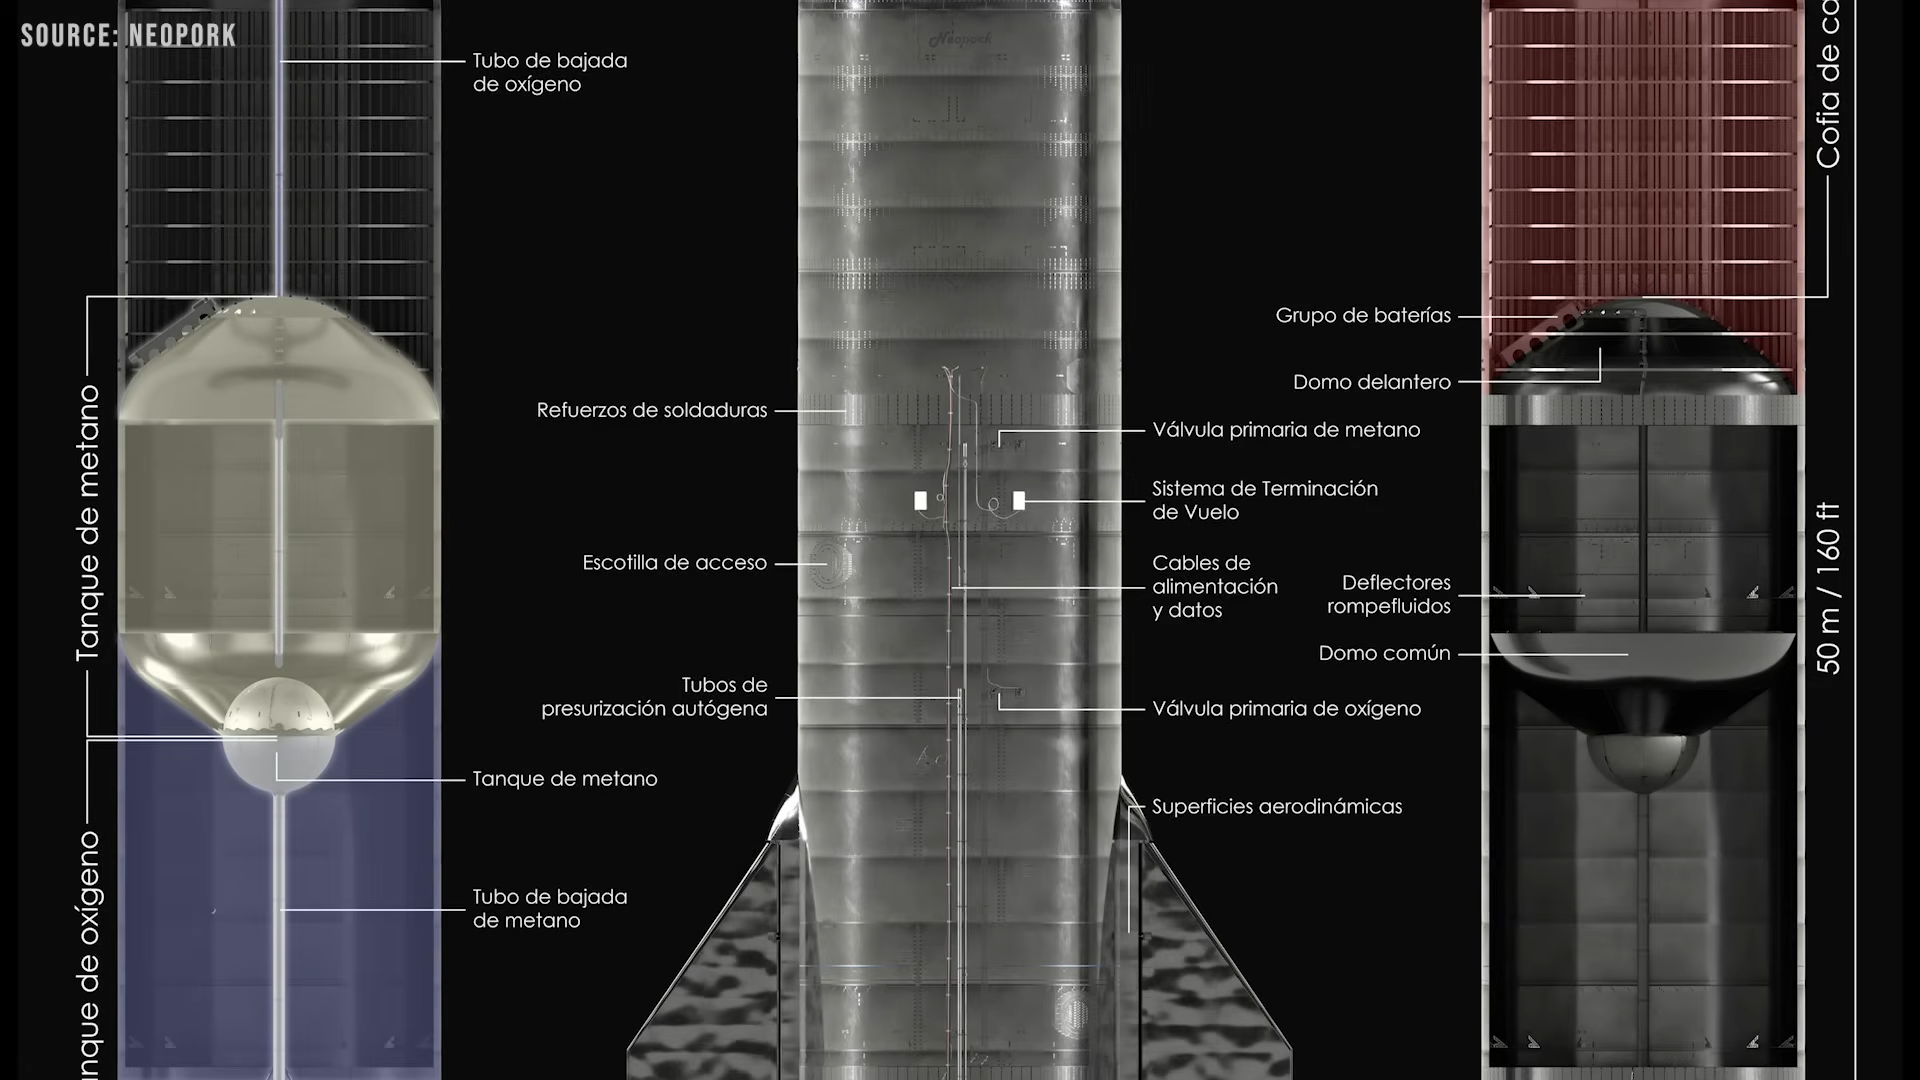 SOURCE: NEOPORK
Neopork
Tubo de bajada
de oxígeno
Tanque de metano
Tanque de metano
Tubo de bajada
de metano
Refuerzos de soldaduras
Escotilla de acceso
Tubos de
presurización autógena
Válvula primaria de metano
Sistema de Terminación
de Vuelo
Cables de
alimentación
y datos
Válvula primaria de oxígeno
Superficies aerodinámicas
Grupo de baterías
Domo delantero
Deflectores
rompefluidos
Domo común
Cofia de co
50 m / 160 ft
nque de oxígeno